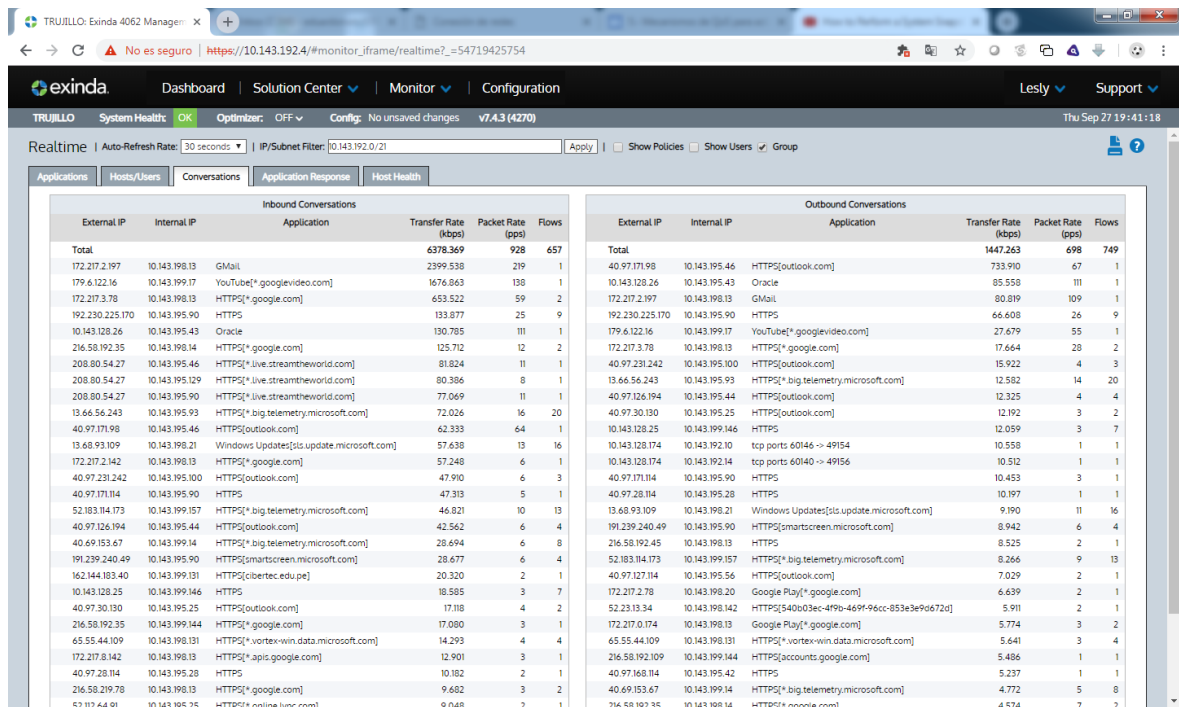 TRUJILLO: Exinda 4062 Managem
No es seguro | https://10.143.192.4/#monitor_iframe/realtime?_=54719425754
exinda. Dashboard | Solution Center | Monitor | Configuration Lesly Support
TRUJILLO System Health: OK Optimizer: OFF Config: No unsaved changes v7.4.3 (4270) Thu Sep 27 19:41:18
Realtime | Auto-Refresh Rate: 30 seconds | IP/Subnet Filter: 10.143.192.0/21 Apply | Show Policies Show Users Group
Applications Hosts/Users Conversations Application Response Host Health
Inbound Conversations
External IP Internal IP Application Transfer Rate (kbps) Packet Rate (pps) Flows
Total 6378.369 928 657
172.217.2.197 10.143.198.13 GMail 2399.538 219 1
179.6.122.16 10.143.199.17 YouTube[*.googlevideo.com] 1676.863 138 1
172.217.3.78 10.143.198.13 HTTPS[*.google.com] 653.522 59 2
192.230.225.170 10.143.195.90 HTTPS 133.877 25 9
10.143.128.26 10.143.195.43 Oracle 130.785 111 1
216.58.192.35 10.143.198.14 HTTPS[*.google.com] 125.712 12 2
208.80.54.27 10.143.195.46 HTTPS[*.live.streamtheworld.com] 81.824 11 1
208.80.54.27 10.143.195.129 HTTPS[*.live.streamtheworld.com] 80.386 8 1
208.80.54.27 10.143.195.90 HTTPS[*.live.streamtheworld.com] 77.069 11 1
13.66.56.243 10.143.195.93 HTTPS[*.big.telemetry.microsoft.com] 72.026 16 20
40.97.171.98 10.143.195.46 HTTPS[outlook.com] 62.333 64 1
13.68.93.109 10.143.198.21 Windows Updates[sls.update.microsoft.com] 57.638 13 16
172.217.2.142 10.143.198.13 HTTPS[*.google.com] 57.248 6 1
40.97.231.242 10.143.195.100 HTTPS[outlook.com] 47.910 6 3
40.97.171.114 10.143.195.90 HTTPS 47.313 5 1
52.183.114.173 10.143.199.157 HTTPS[*.big.telemetry.microsoft.com] 46.821 10 13
40.97.126.194 10.143.195.44 HTTPS[outlook.com] 42.562 6 4
40.69.153.67 10.143.199.14 HTTPS[*.big.telemetry.microsoft.com] 28.694 6 8
191.239.240.49 10.143.195.90 HTTPS[smartscreen.microsoft.com] 28.677 6 4
162.144.183.40 10.143.199.131 HTTPS[cibertec.edu.pe] 20.320 2 1
10.143.128.25 10.143.199.146 HTTPS 18.585 3 7
40.97.30.130 10.143.195.25 HTTPS[outlook.com] 17.118 4 2
216.58.192.35 10.143.199.144 HTTPS[*.google.com] 17.080 3 1
65.55.44.109 10.143.198.131 HTTPS[*.vortex-win.data.microsoft.com] 14.293 4 4
172.217.8.142 10.143.198.13 HTTPS[*.apis.google.com] 12.901 3 1
40.97.28.114 10.143.195.28 HTTPS 10.182 2 1
216.58.219.78 10.143.198.13 HTTPS[*.google.com] 9.682 3 2
52.112.64.91 10.143.195.25 HTTPS[*.online.lync.com] 9.048 2 1
Outbound Conversations
External IP Internal IP Application Transfer Rate (kbps) Packet Rate (pps) Flows
Total 1447.263 698 749
40.97.171.98 10.143.195.46 HTTPS[outlook.com] 733.910 67 1
10.143.128.26 10.143.195.43 Oracle 85.558 111 1
172.217.2.197 10.143.198.13 GMail 80.819 109 1
192.230.225.170 10.143.195.90 HTTPS 66.608 26 9
179.6.122.16 10.143.199.17 YouTube[*.googlevideo.com] 27.679 55 1
172.217.3.78 10.143.198.13 HTTPS[*.google.com] 17.664 28 2
40.97.231.242 10.143.195.100 HTTPS[outlook.com] 15.922 4 3
13.66.56.243 10.143.195.93 HTTPS[*.big.telemetry.microsoft.com] 12.582 14 20
40.97.126.194 10.143.195.44 HTTPS[outlook.com] 12.325 4 4
40.97.30.130 10.143.195.25 HTTPS[outlook.com] 12.192 3 2
10.143.128.25 10.143.199.146 HTTPS 12.059 3 7
10.143.128.174 10.143.192.10 tcp ports 60146 -> 49154 10.558 1 1
10.143.128.174 10.143.192.14 tcp ports 60140 -> 49156 10.512 1 1
40.97.171.114 10.143.195.90 HTTPS 10.453 3 1
40.97.28.114 10.143.195.28 HTTPS 10.197 1 1
13.68.93.109 10.143.198.21 Windows Updates[sls.update.microsoft.com] 9.190 11 16
191.239.240.49 10.143.195.90 HTTPS[smartscreen.microsoft.com] 8.942 6 4
216.58.192.45 10.143.198.13 HTTPS 8.525 2 1
52.183.114.173 10.143.199.157 HTTPS[*.big.telemetry.microsoft.com] 8.266 9 13
40.97.127.114 10.143.195.56 HTTPS[outlook.com] 7.029 2 1
172.217.2.78 10.143.198.20 Google Play[*.google.com] 6.639 2 1
52.23.13.34 10.143.198.142 HTTPS[540b03ec-4f9b-469f-96cc-853e3e9d672d] 5.911 2 1
172.217.0.174 10.143.198.13 Google Play[*.google.com] 5.774 3 2
65.55.44.109 10.143.198.131 HTTPS[*.vortex-win.data.microsoft.com] 5.641 3 4
216.58.192.109 10.143.199.144 HTTPS[accounts.google.com] 5.486 1 1
40.97.168.114 10.143.195.42 HTTPS 5.237 1 1
40.69.153.67 10.143.199.14 HTTPS[*.big.telemetry.microsoft.com] 4.772 5 8
216.58.192.35 10.143.198.14 HTTPS[*.google.com] 4.574 7 2